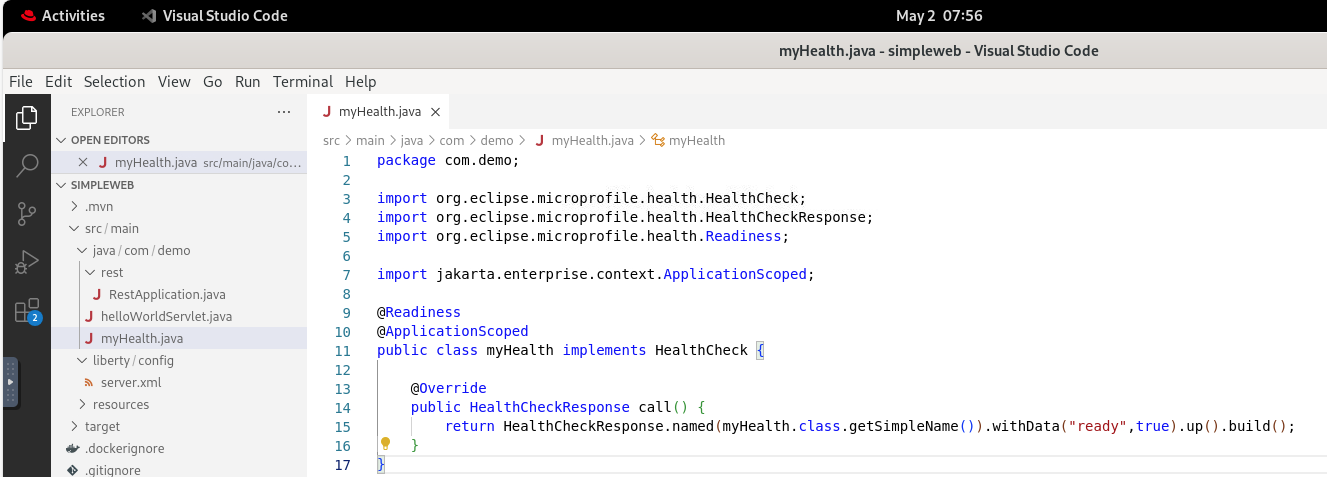 Activities Visual Studio Code May 2 07:56
myHealth.java - simpleweb - Visual Studio Code
File Edit Selection View Go Run Terminal Help
EXPLORER ···
OPEN EDITORS
myHealth.java src/main/java/co...
SIMPLEWEB
.mvn
src / main
java / com / demo
rest
RestApplication.java
helloWorldServlet.java
myHealth.java
liberty / config
server.xml
resources
target
.dockerignore
.gitignore
2
myHealth.java
src > main > java > com > demo > myHealth.java > myHealth
1 package com.demo;
2
3 import org.eclipse.microprofile.health.HealthCheck;
4 import org.eclipse.microprofile.health.HealthCheckResponse;
5 import org.eclipse.microprofile.health.Readiness;
6
7 import jakarta.enterprise.context.ApplicationScoped;
8
9 @Readiness
10 @ApplicationScoped
11 public class myHealth implements HealthCheck {
12
13 @Override
14 public HealthCheckResponse call() {
15 return HealthCheckResponse.named(myHealth.class.getSimpleName()).withData("ready",true).up().build();
16 }
17 }